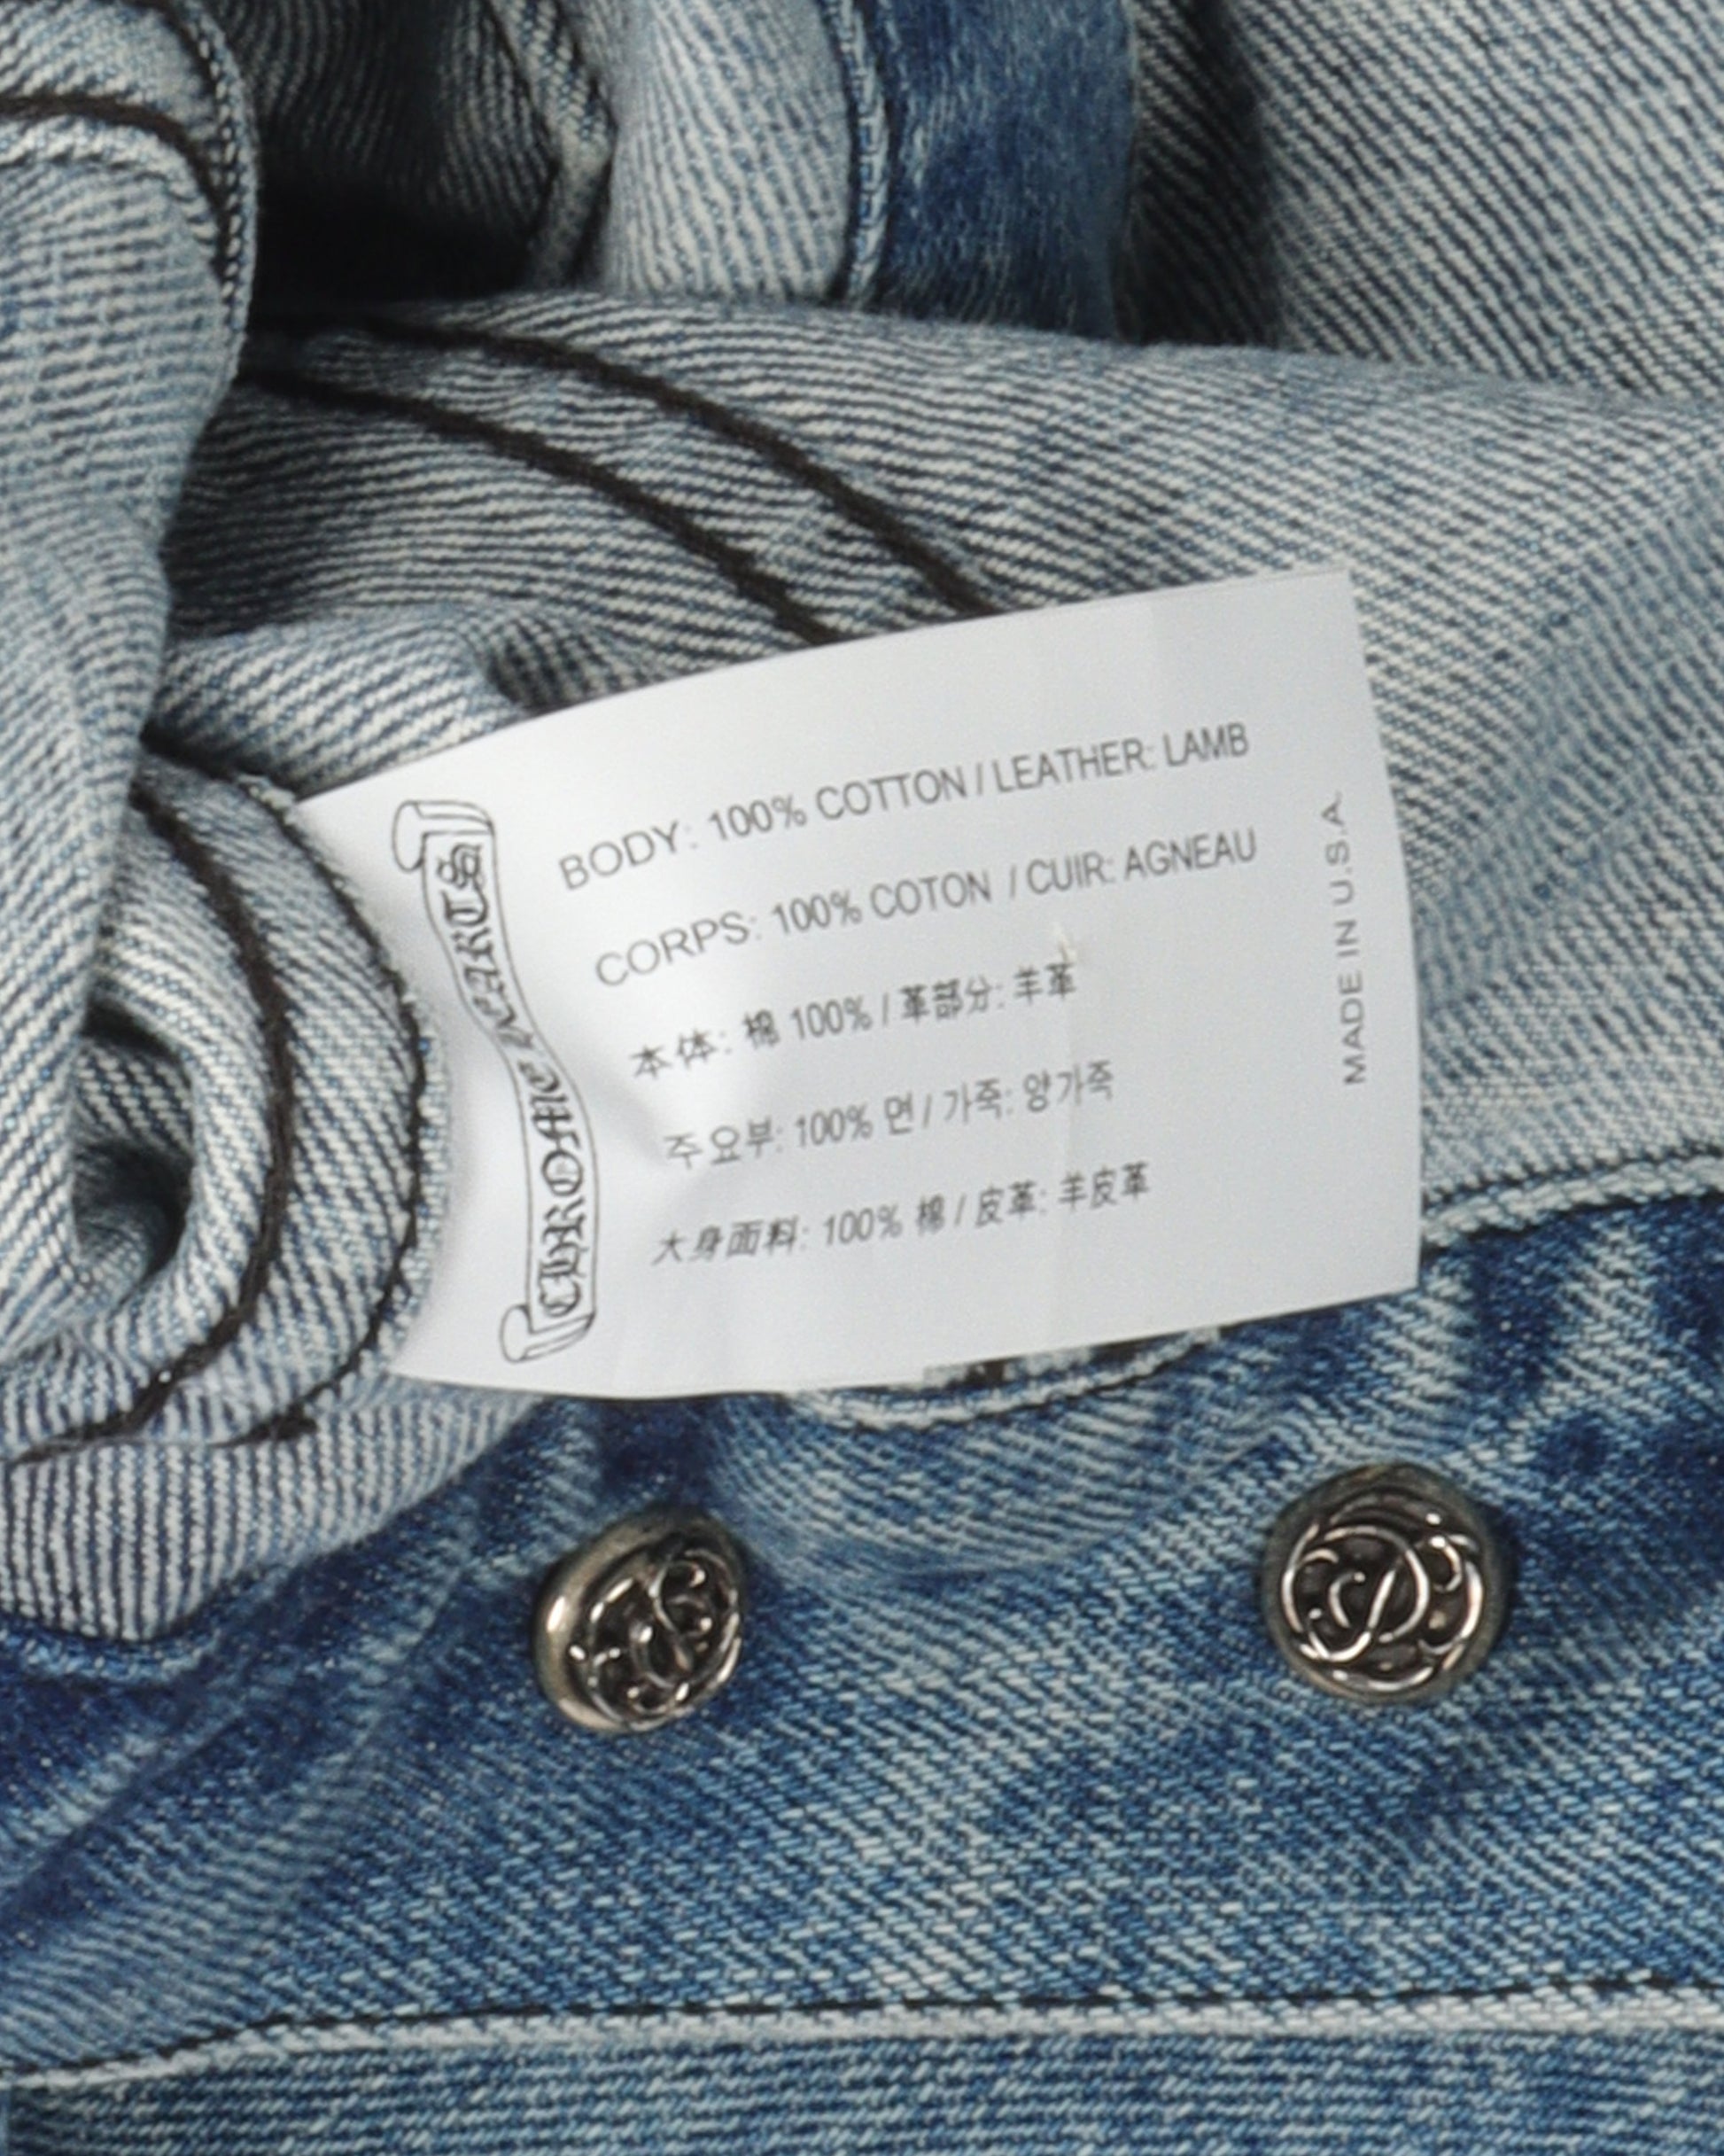 CHROME HEARTS
BODY: 100% COTTON / LEATHER: LAMB
CORPS: 100% COTON / CUIR: AGNEAU
本体: 棉 100% / 革部分: 羊革
주요부: 100% 면 / 가죽: 양가죽
大身面料: 100% 棉 / 皮革: 羊皮革
MADE IN U.S.A.